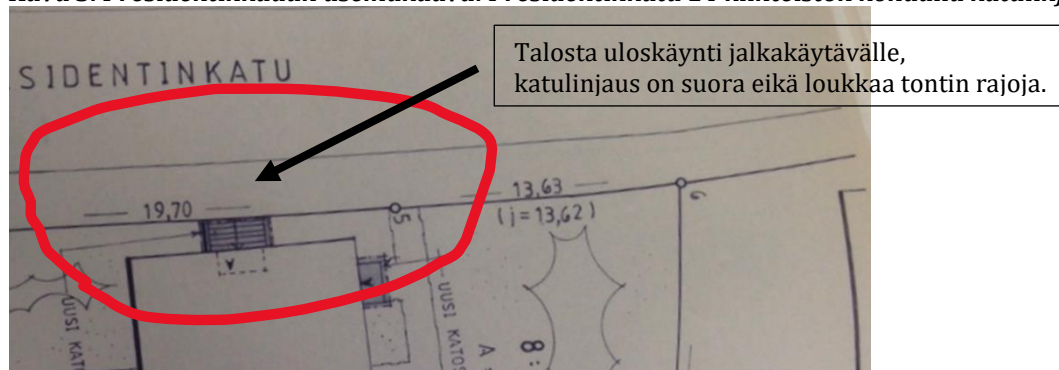 SIDENTINKATU
Talosta uloskäynti jalkakäytävälle,
katulinjaus on suora eikä loukkaa tontin rajoja.
19,70
5
13,63
(j=13,62)
6
UUSI
UUSI KATOS
A
8: